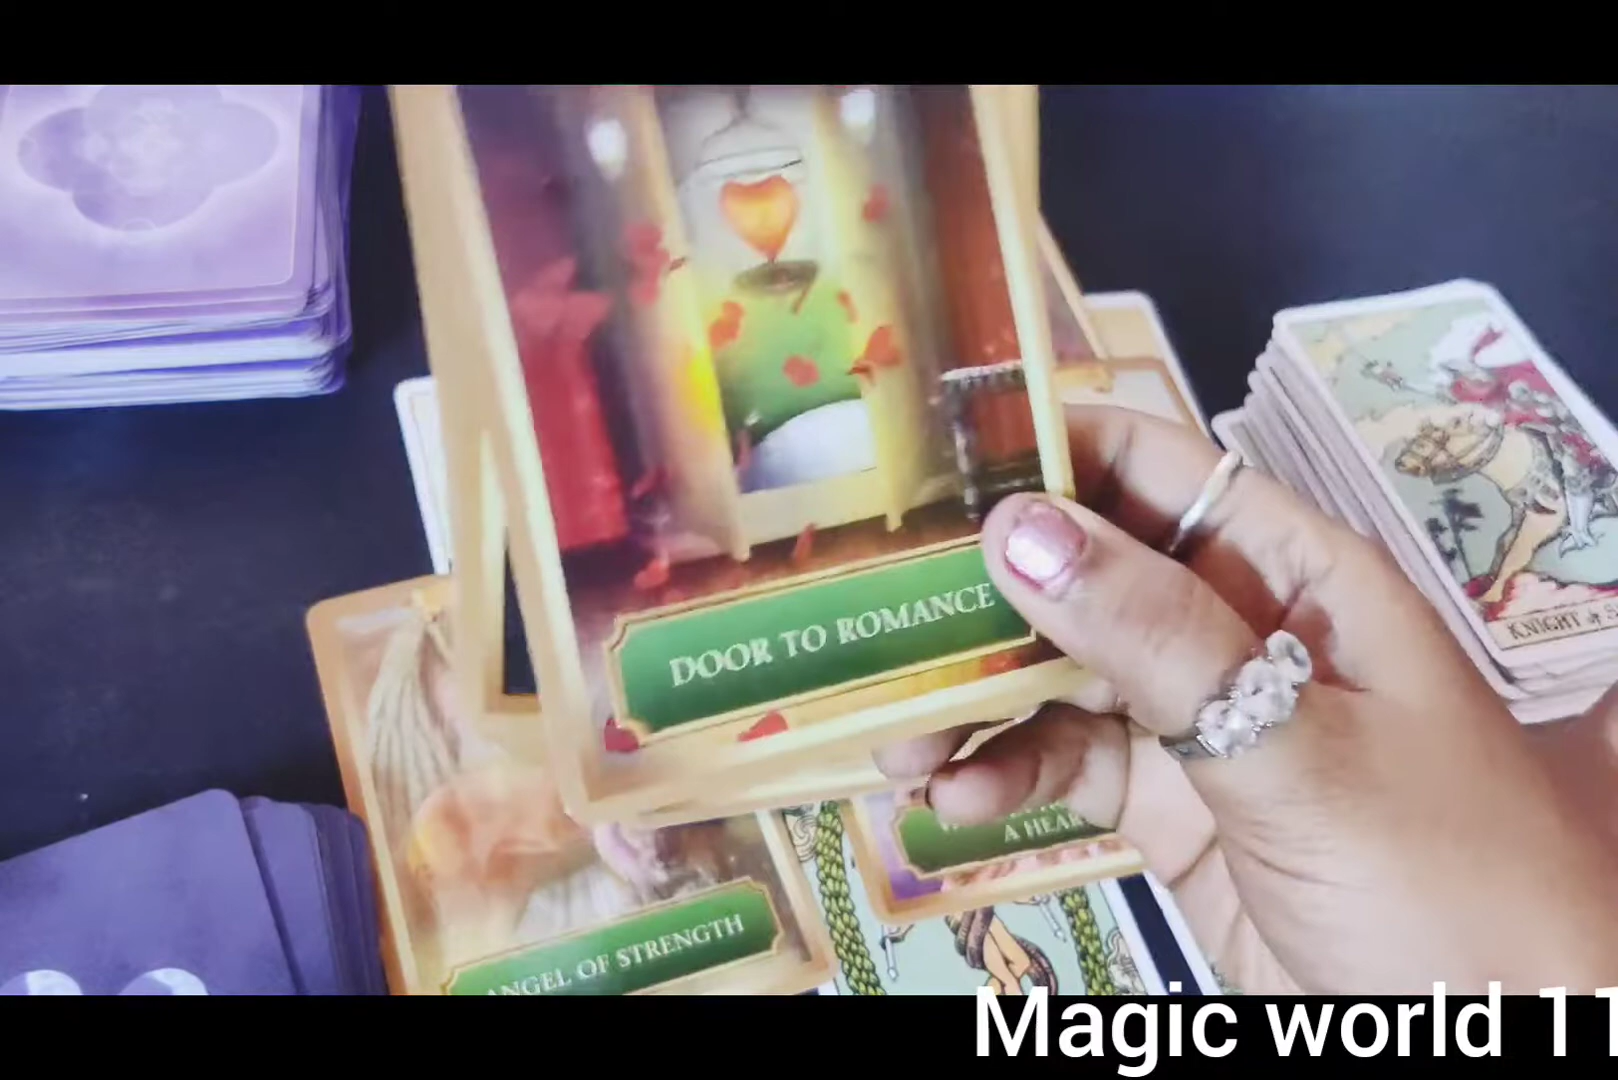 DOOR TO ROMANCE
KNIGHT of S
A HEAR
ANGEL OF STRENGTH
Magic world 11